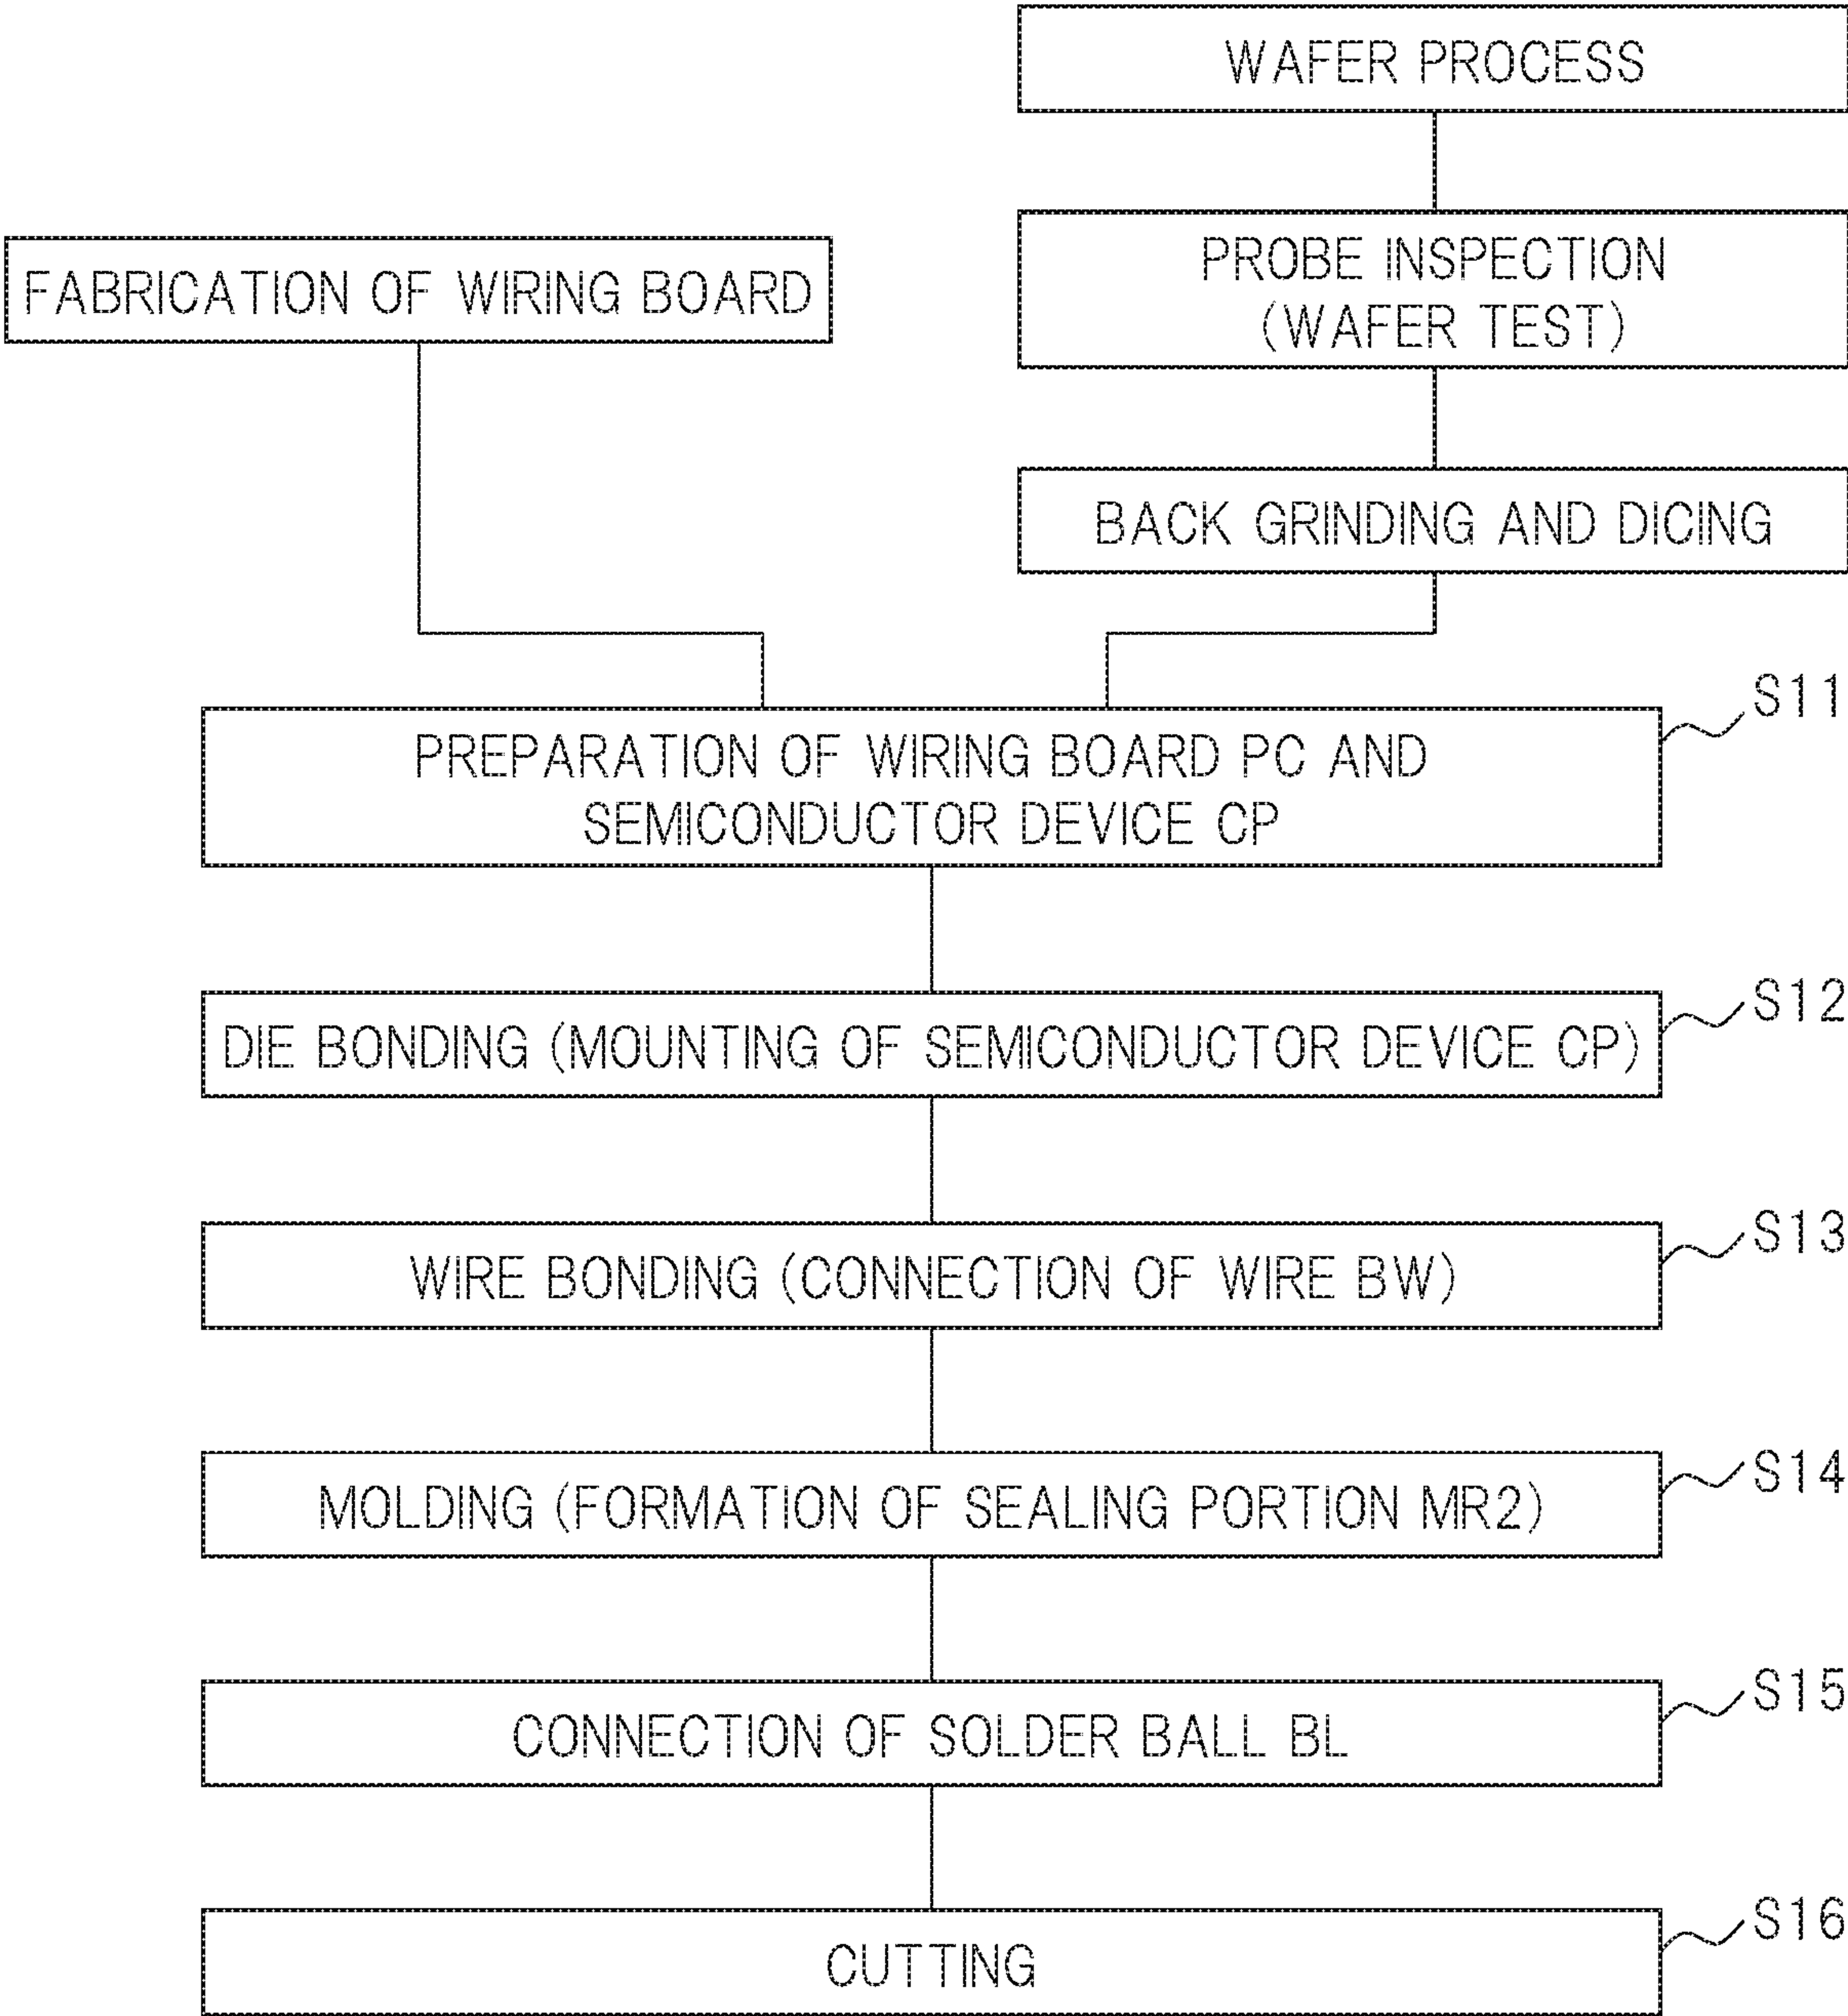 WAFER PROCESS
FABRICATION OF WIRING BOARD
PROBE INSPECTION
(WAFER TEST)
BACK GRINDING AND DICING
S11
PREPARATION OF WIRING BOARD PC AND
SEMICONDUCTOR DEVICE CP
S12
DIE BONDING (MOUNTING OF SEMICONDUCTOR DEVICE CP)
S13
WIRE BONDING (CONNECTION OF WIRE BW)
S14
MOLDING (FORMATION OF SEALING PORTION MR2)
S15
CONNECTION OF SOLDER BALL BL
S16
CUTTING